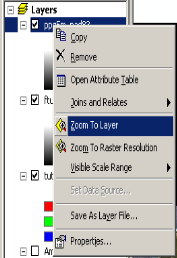 Layers
Copy
Remove
Open Attribute Table
Joins and Relates
Zoom To Layer
Zoom To Raster Resolution
Visible Scale Range
Set Data Source...
Save As Layer File...
Properties...